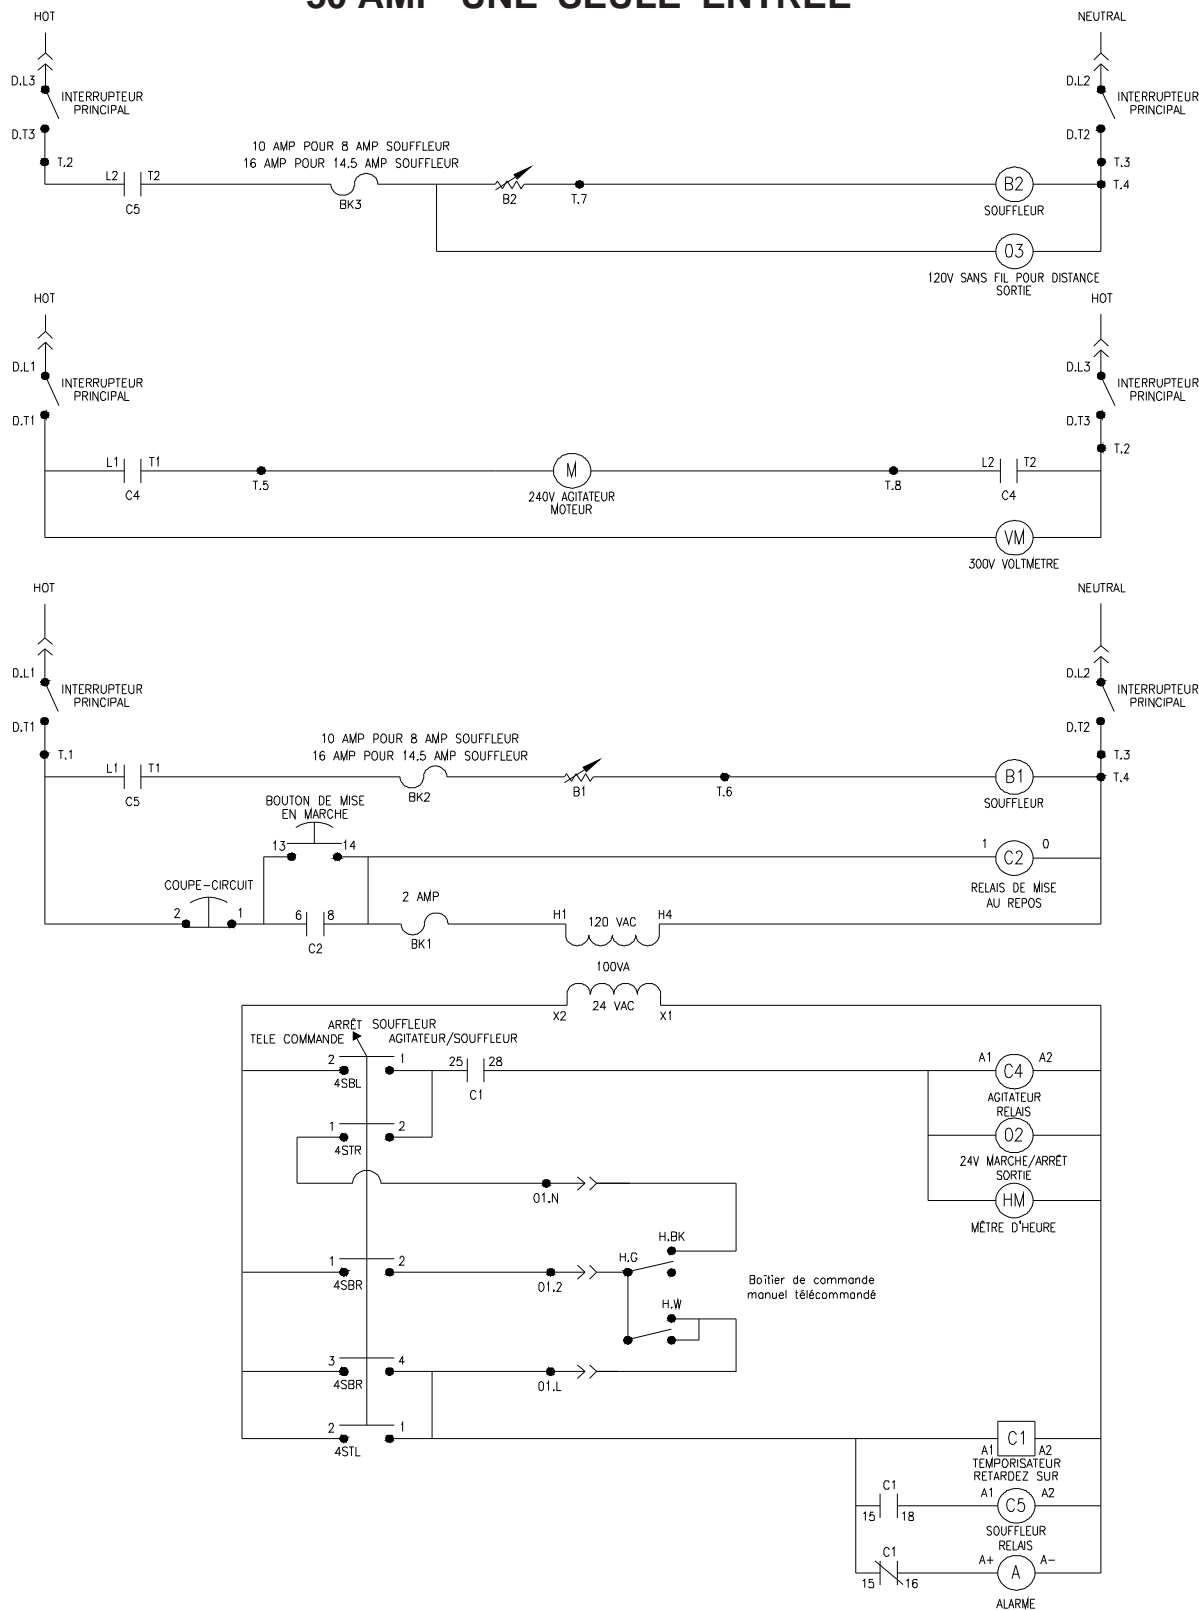 50 AMP UNE SEULE ENTRÉE
HOT
NEUTRAL
D.L3
D.L2
INTERRUPTEUR
PRINCIPAL
INTERRUPTEUR
PRINCIPAL
D.T3
D.T2
10 AMP POUR 8 AMP SOUFFLEUR
16 AMP POUR 14.5 AMP SOUFFLEUR
T.2
T.3
L2 T2
C5
BK3
B2
T.7
B2
T.4
SOUFFLEUR
03
120V SANS FIL POUR DISTANCE
SORTIE
HOT
HOT
D.L1
D.L3
INTERRUPTEUR
PRINCIPAL
INTERRUPTEUR
PRINCIPAL
D.T1
D.T3
T.2
L1 T1
C4
T.5
M
240V AGITATEUR
MOTEUR
T.8
L2 T2
C4
VM
300V VOLTMETRE
HOT
NEUTRAL
D.L1
D.L2
INTERRUPTEUR
PRINCIPAL
INTERRUPTEUR
PRINCIPAL
D.T1
D.T2
10 AMP POUR 8 AMP SOUFFLEUR
16 AMP POUR 14.5 AMP SOUFFLEUR
T.1
T.3
L1 T1
C5
BK2
B1
T.6
B1
T.4
SOUFFLEUR
BOUTON DE MISE
EN MARCHE
13 14
1 C2 0
RELAIS DE MISE
AU REPOS
COUPE-CIRCUIT
2 1
6 8
C2
2 AMP
BK1
H1 120 VAC H4
100VA
X2 24 VAC X1
ARRÊT SOUFFLEUR
TELE COMMANDE
AGITATEUR/SOUFFLEUR
2 1
4SBL
25 28
C1
A1 C4 A2
AGITATEUR
RELAIS
1 2
4STR
02
24V MARCHE/ARRÊT
SORTIE
01.N
HM
MÊTRE D'HEURE
H.BK
1 2
4SBR
01.2
H.G
Boîtier de commande
manuel télécommandé
H.W
3 4
4SBR
01.L
2 1
4STL
C1
A1 A2
TEMPORISATEUR
RETARDEZ SUR
C1
15 18
A1 C5 A2
SOUFFLEUR
RELAIS
C1
15 16
A+ A A-
ALARME